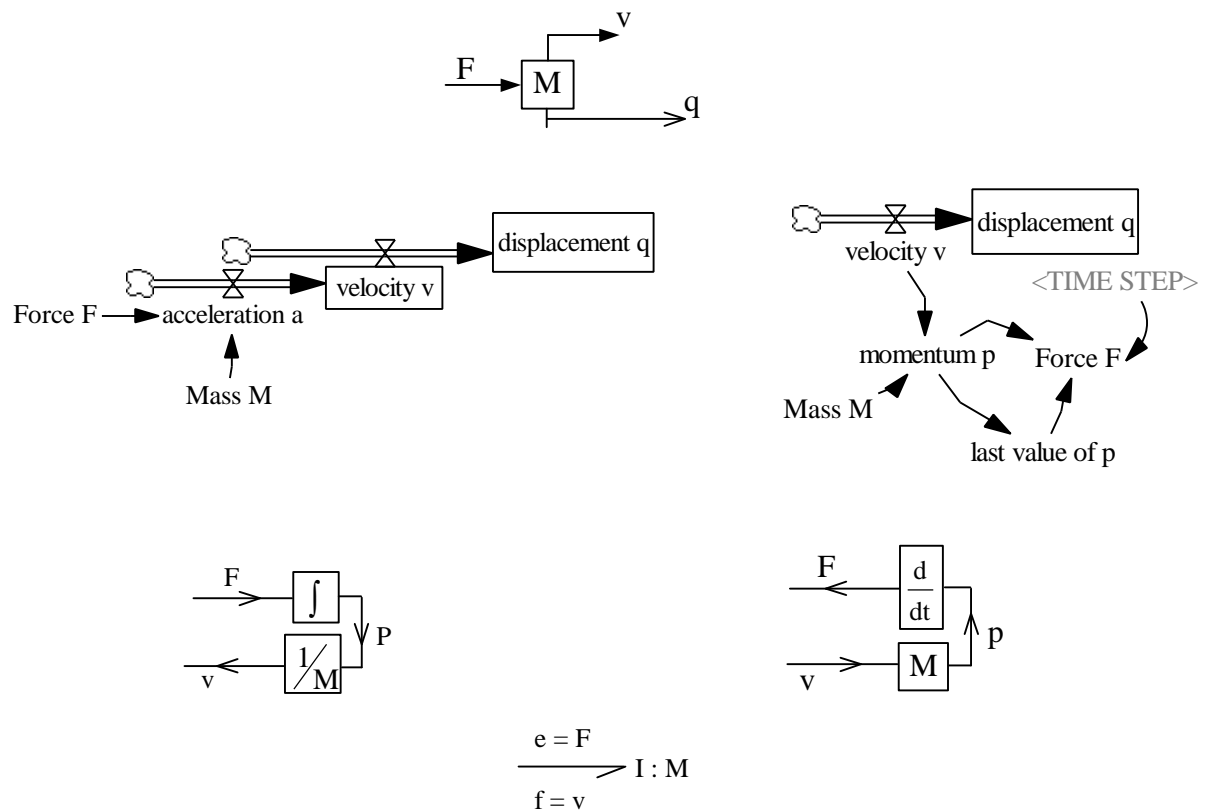 v
F
M
q
displacement q
velocity v
Force F
acceleration a
Mass M
displacement q
velocity v
<TIME STEP>
momentum p
Force F
Mass M
last value of p
F
∫
P
1/M
v
F
d
dt
p
M
v
e = F
I : M
f = v